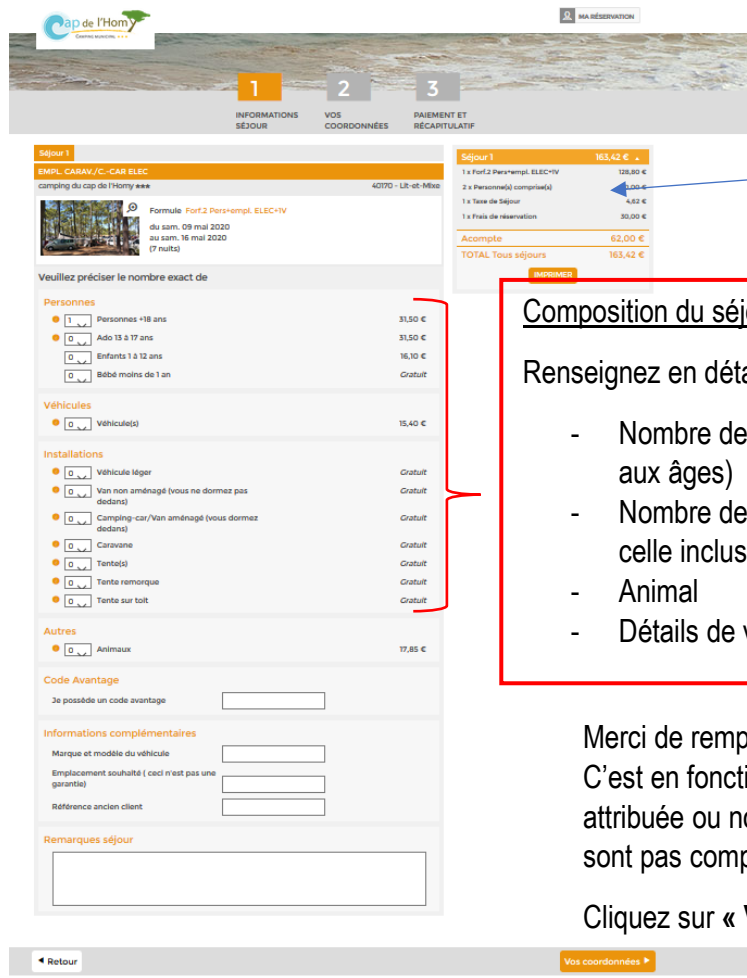 Cap de l'Homy
CAMPING MUNICIPAL ★★★
MA RÉSERVATION
1
2
3
INFORMATIONS
SÉJOUR
VOS
COORDONNÉES
PAIEMENT ET
RÉCAPITULATIF
Séjour 1
EMPL. CARAV./C.-CAR ELEC
camping du cap de l'Homy ★★★ 40170 - Lit-et-Mixe
Formule Forf.2 Pers+empl. ELEC+1V
du sam. 09 mai 2020
au sam. 16 mai 2020
(7 nuits)
Veuillez préciser le nombre exact de
Personnes
1 Personnes +18 ans 31,50 €
0 Ado 13 à 17 ans 31,50 €
0 Enfants 1 à 12 ans 16,10 €
0 Bébé moins de 1 an Gratuit
Véhicules
0 Véhicule(s) 15,40 €
Installations
0 Véhicule léger Gratuit
0 Van non aménagé (vous ne dormez pas Gratuit
dedans)
0 Camping-car/Van aménagé (vous dormez Gratuit
dedans)
0 Caravane Gratuit
0 Tente(s) Gratuit
0 Tente remorque Gratuit
0 Tente sur toit Gratuit
Autres
0 Animaux 17,85 €
Code Avantage
Je possède un code avantage
Informations complémentaires
Marque et modèle du véhicule
Emplacement souhaité ( ceci n'est pas une
garantie)
Référence ancien client
Remarques séjour
Séjour 1 163,42 €
1 x Forf.2 Pers+empl. ELEC+1V 128,80 €
2 x Personne(s) comprise(s) 0,00 €
1 x Taxe de Séjour 4,62 €
1 x Frais de réservation 30,00 €
Acompte 62,00 €
TOTAL Tous séjours 163,42 €
IMPRIMER
Composition du séj
Renseignez en déta
- Nombre de
aux âges)
- Nombre de
celle inclus
- Animal
- Détails de v
Merci de remp
C'est en foncti
attribuée ou no
sont pas comp
Cliquez sur « V
Retour
Vos coordonnées